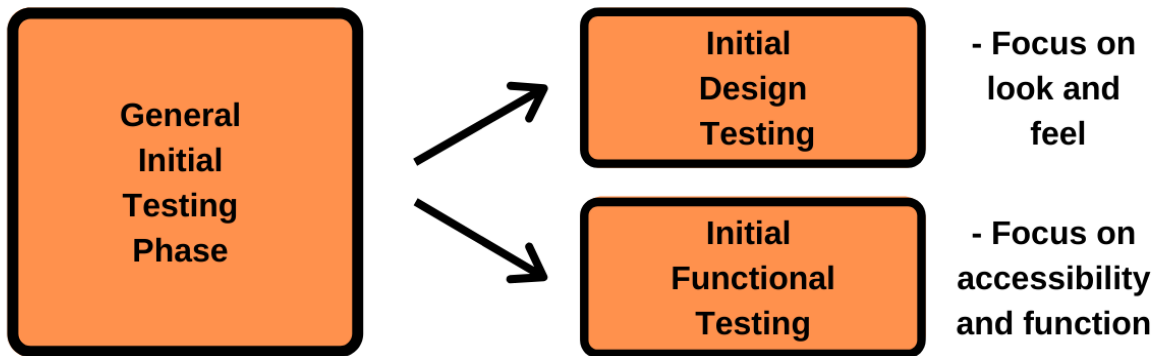 General
Initial
Testing
Phase
Initial
Design
Testing
- Focus on
look and
feel
Initial
Functional
Testing
- Focus on
accessibility
and function